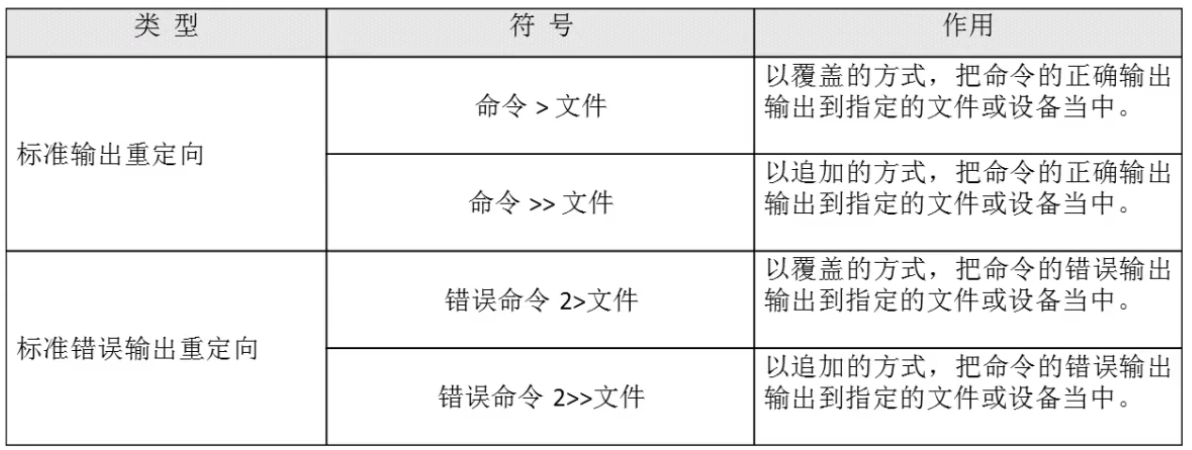 类 型 符 号 作用
标准输出重定向
命令 > 文件
以覆盖的方式，把命令的正确输出
输出到指定的文件或设备当中。
命令 >> 文件
以追加的方式，把命令的正确输出
输出到指定的文件或设备当中。
标准错误输出重定向
错误命令 2>文件
以覆盖的方式，把命令的错误输出
输出到指定的文件或设备当中。
错误命令 2>>文件
以追加的方式，把命令的错误输出
输出到指定的文件或设备当中。